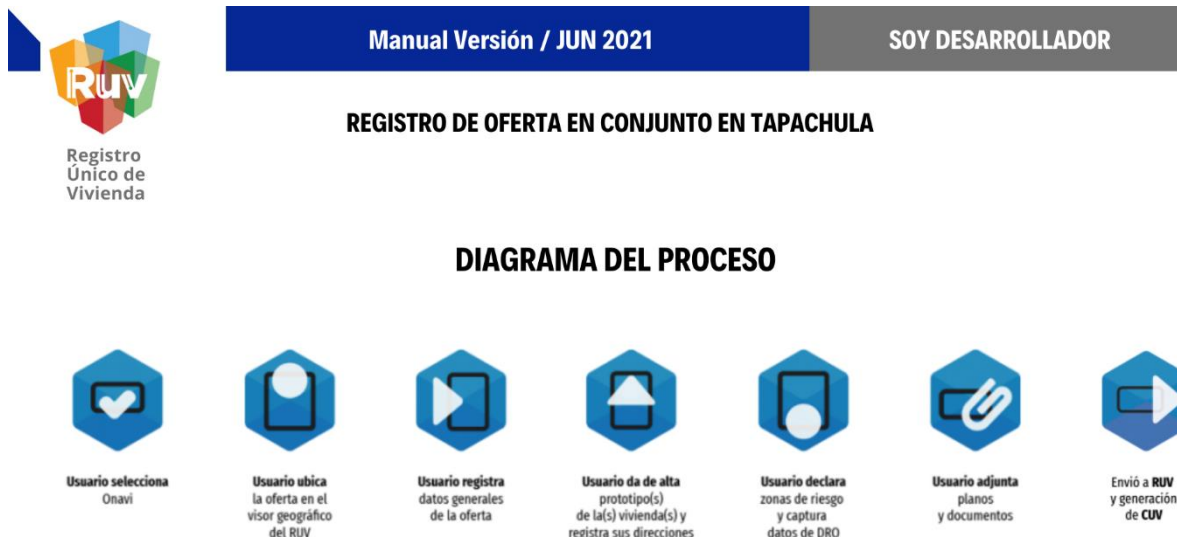 Manual Versión / JUN 2021
SOY DESARROLLADOR
Ruv
Registro
Único de
Vivienda
REGISTRO DE OFERTA EN CONJUNTO EN TAPACHULA
DIAGRAMA DEL PROCESO
Usuario selecciona
Onavi
Usuario ubica
la oferta en el
visor geográfico
del RUV
Usuario registra
datos generales
de la oferta
Usuario da de alta
prototipo(s)
de la(s) vivienda(s) y
registra sus direcciones
Usuario declara
zonas de riesgo
y captura
datos de DRO
Usuario adjunta
planos
y documentos
Envió a RUV
y generación
de CUV